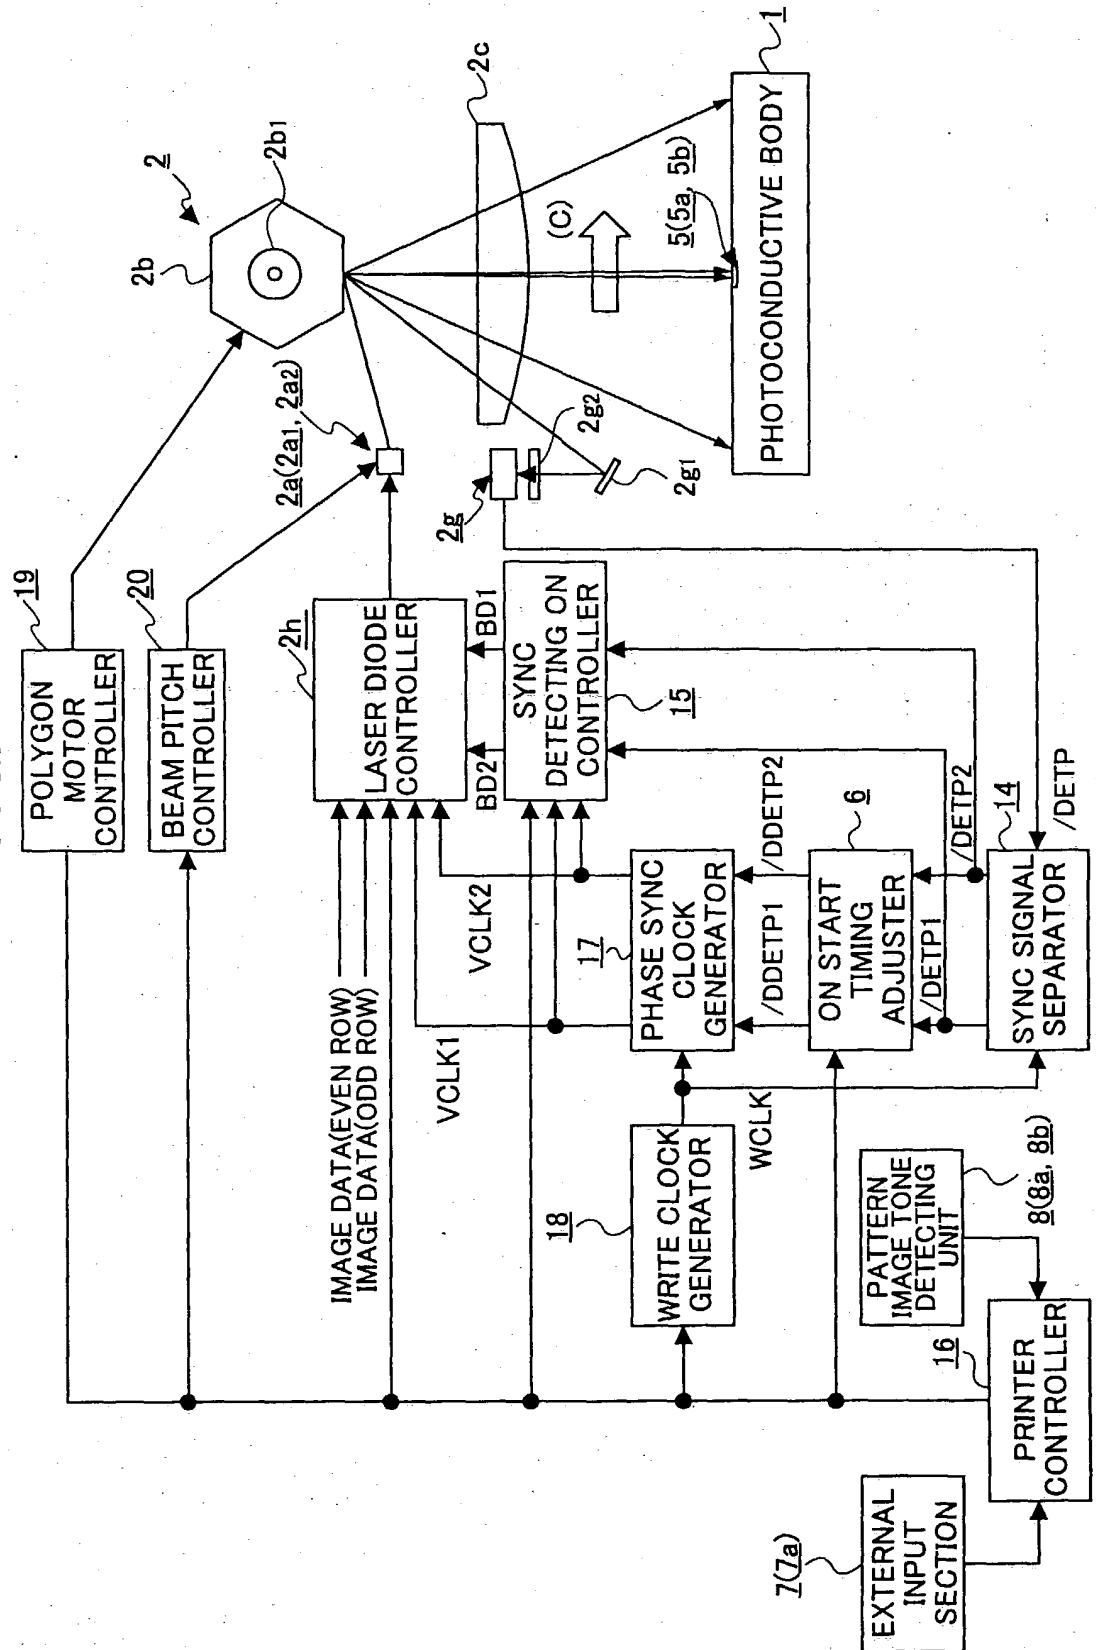 POLYGON
MOTOR
CONTROLLER
19
BEAM PITCH
CONTROLLER
20
2
2b
2b1
2a(2a1, 2a2)
2c
LASER DIODE
CONTROLLER
2h
IMAGE DATA(EVEN ROW)
IMAGE DATA(ODD ROW)
VCLK1
VCLK2
BD2
BD1
SYNC
DETECTING ON
CONTROLLER
15
2g
2g2
2g1
(C)
5(5a, 5b)
1
PHOTOCONDUCTIVE BODY
18
WRITE CLOCK
GENERATOR
WCLK
17
PHASE SYNC
CLOCK
GENERATOR
/DDETP1
/DDETP2
ON START
TIMING
ADJUSTER
6
/DETP1
/DETP2
SYNC SIGNAL
SEPARATOR
14
/DETP
PATTERN
IMAGE TONE
DETECTING
UNIT
8(8a, 8b)
7(7a)
EXTERNAL
INPUT
SECTION
16
PRINTER
CONTROLLER